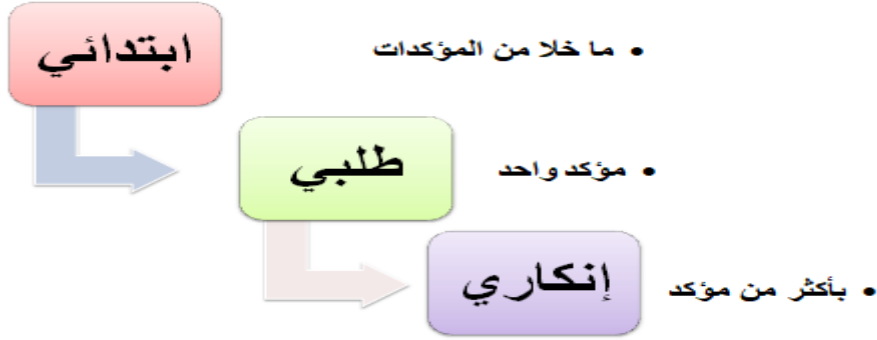 ابتدائي
• ما خلا من المؤكدات
طلبي
• مؤكد واحد
إنكاري
• بأكثر من مؤكد